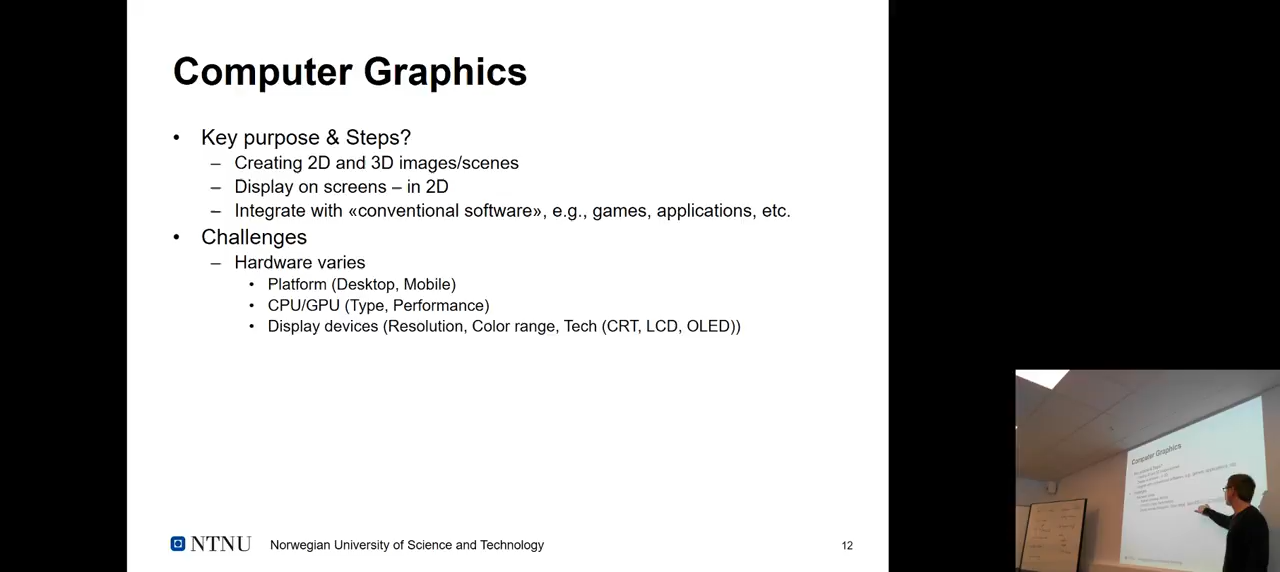 Computer Graphics
• Key purpose & Steps?
– Creating 2D and 3D images/scenes
– Display on screens – in 2D
– Integrate with «conventional software», e.g., games, applications, etc.
• Challenges
– Hardware varies
• Platform (Desktop, Mobile)
• CPU/GPU (Type, Performance)
• Display devices (Resolution, Color range, Tech (CRT, LCD, OLED))
NTNU Norwegian University of Science and Technology 12
Computer Graphics